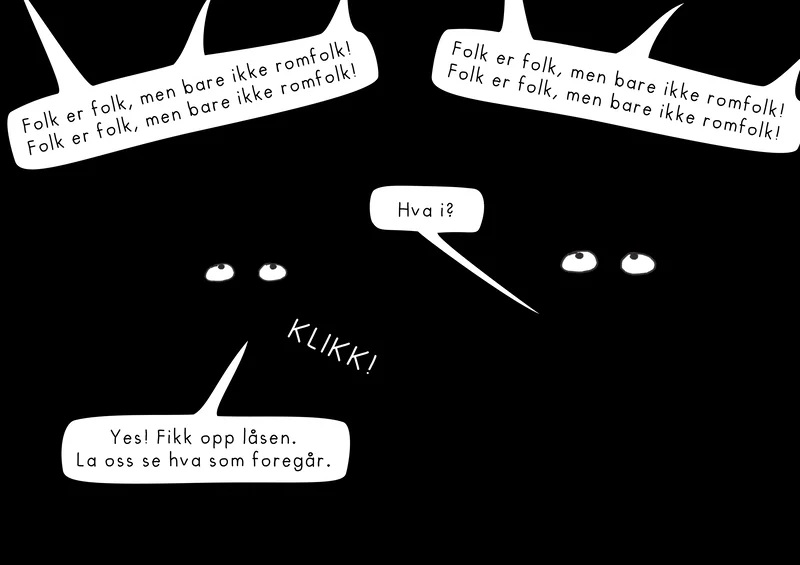 Folk er folk, men bare ikke romfolk!
Folk er folk, men bare ikke romfolk!
Folk er folk, men bare ikke romfolk!
Folk er folk, men bare ikke romfolk!
Hva i?
KLIKK!
Yes! Fikk opp låsen.
La oss se hva som foregår.